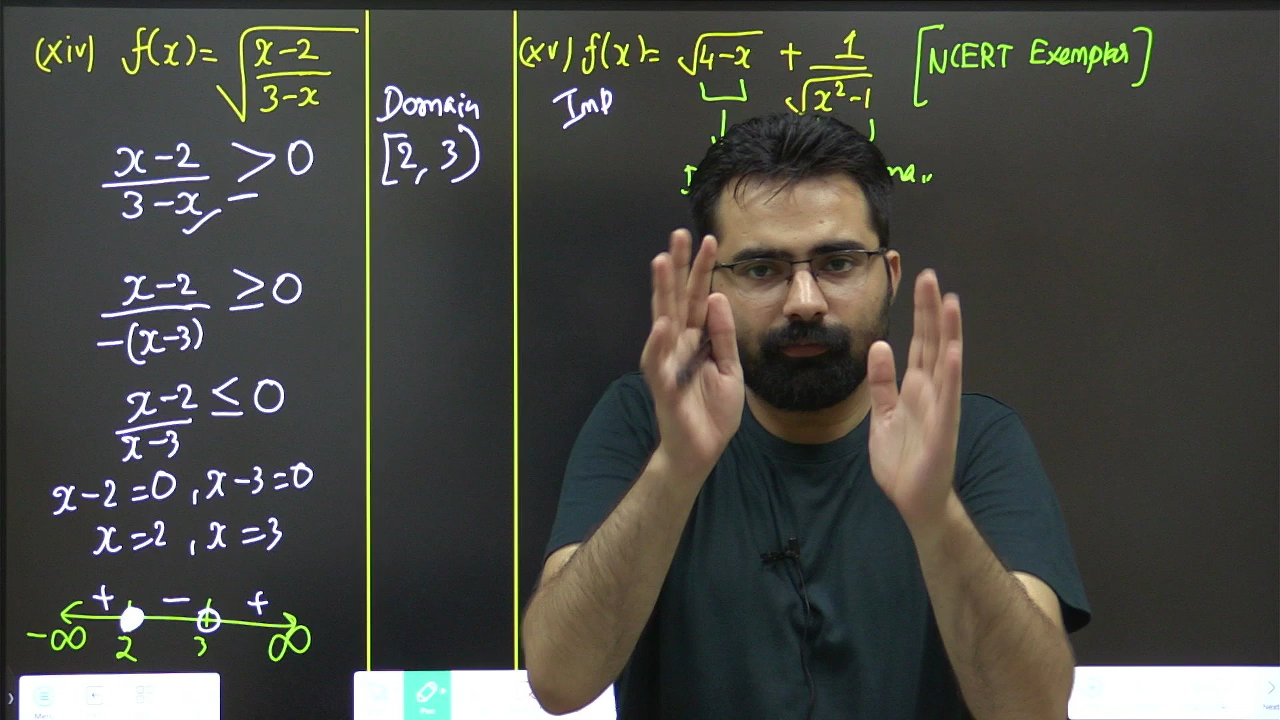 (xiv) f(x)= √((x-2)/(3-x))
(x-2)/(3-x) ≥ 0
(x-2)/(-(x-3)) ≥ 0
(x-2)/(x-3) ≤ 0
x-2=0, x-3=0
x=2, x=3
+ - +
-∞ 2 3 ∞
Domain
[2, 3)
(xv) f(x)= √(4-x) + 1/√(x²-1) [NCERT Exemplar]
Imp